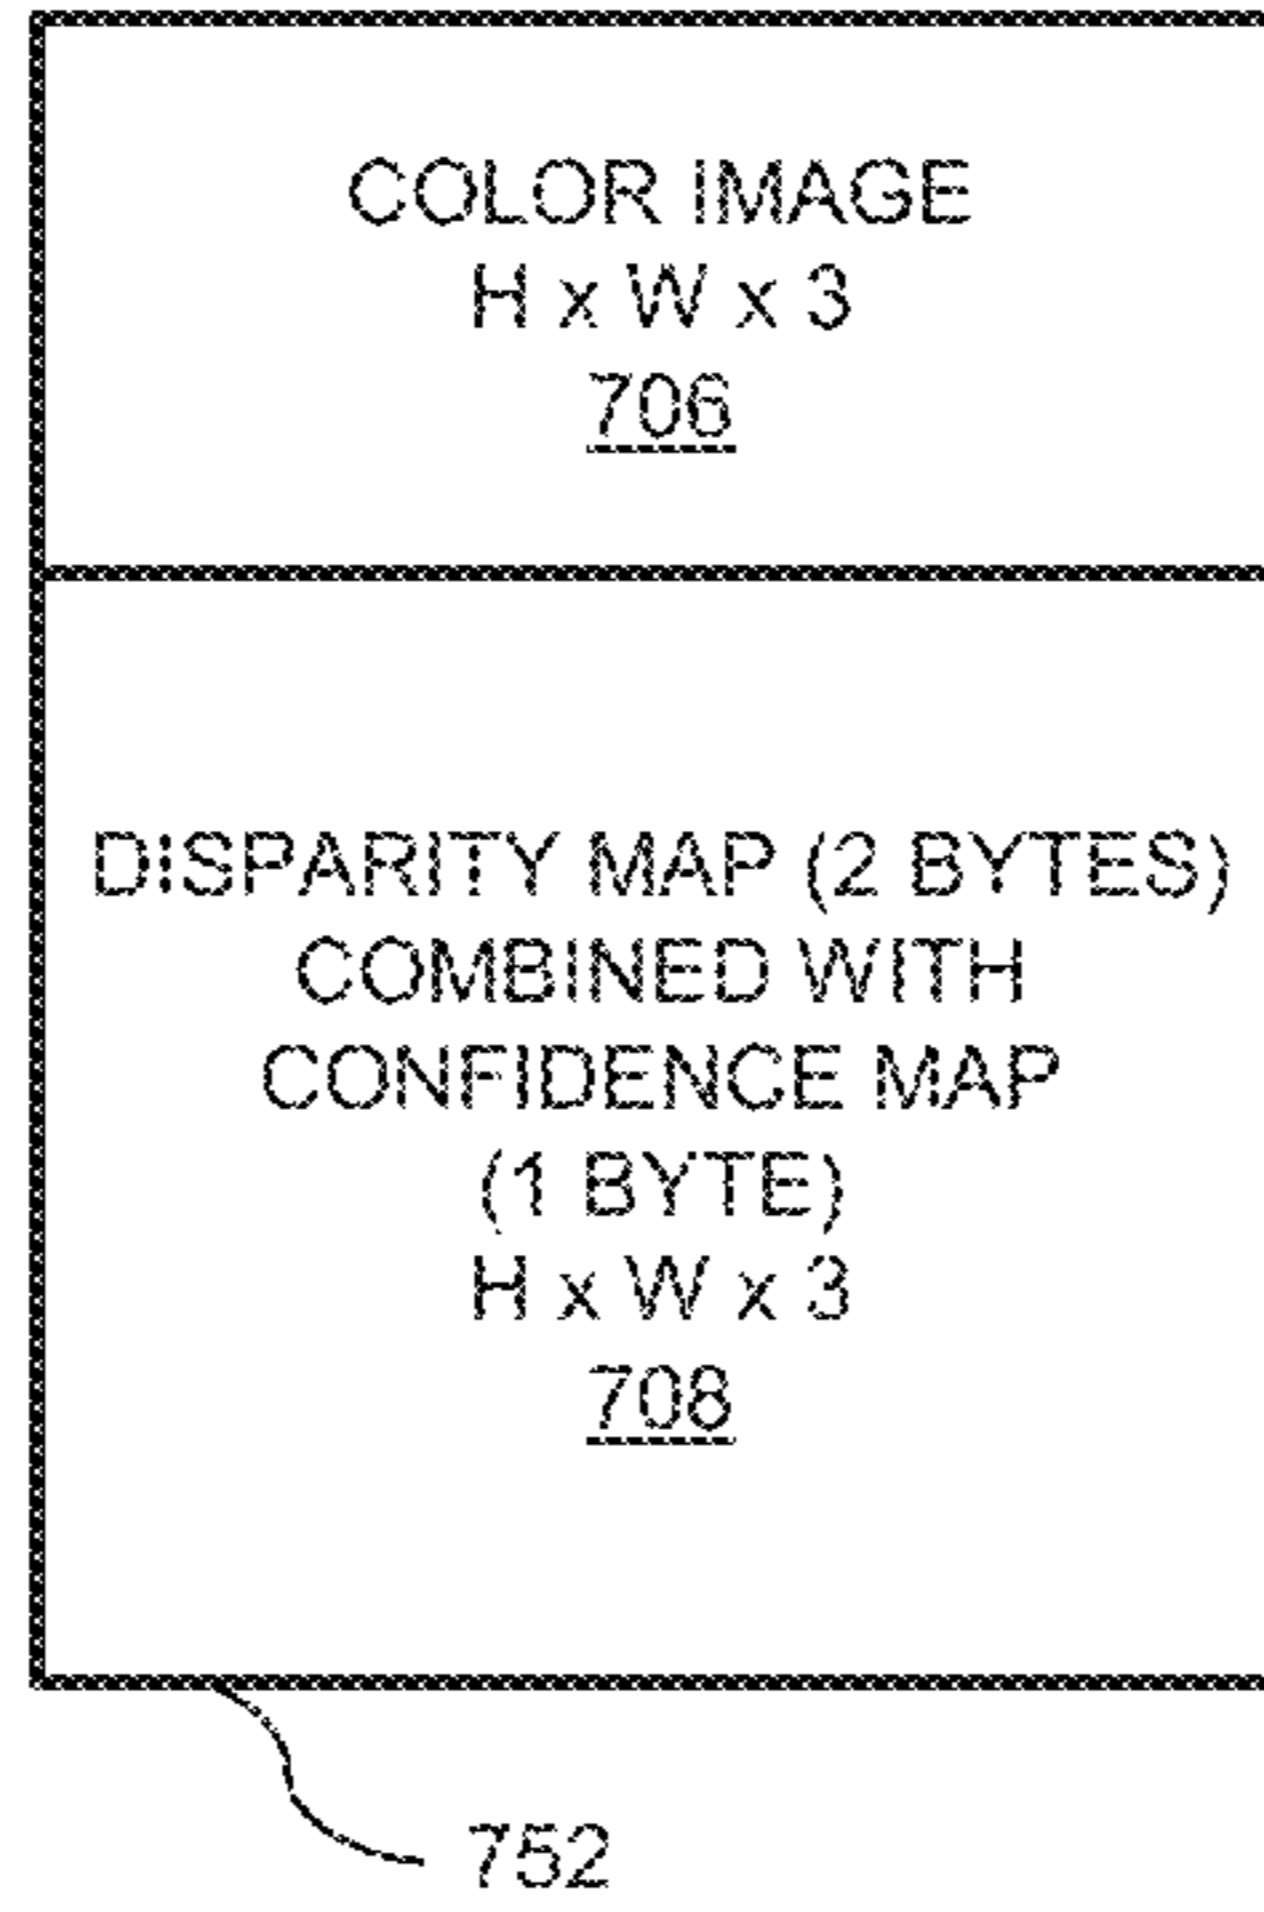 COLOR IMAGE
H x W x 3
706
DISPARITY MAP (2 BYTES)
COMBINED WITH
CONFIDENCE MAP
(1 BYTE)
H x W x 3
708
752